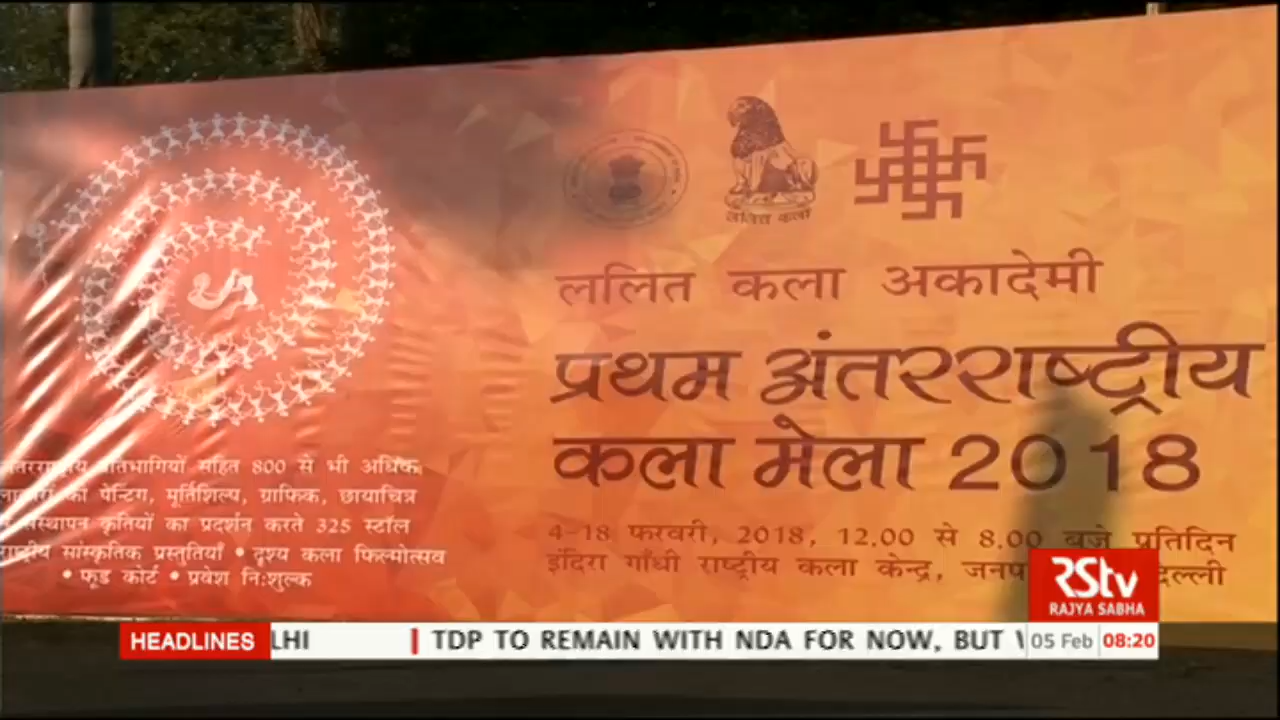 ललित कला
ललित कला अकादेमी
प्रथम अंतरराष्ट्रीय
कला मेला 2018
4-18 फरवरी, 2018, 12.00 से 8.00 बजे प्रतिदिन
इंदिरा गाँधी राष्ट्रीय कला केन्द्र,
सहित 800 से भी अधिक
की पेन्टिंग, मूर्तिशिल्प, ग्राफिक, छायाचित्र
संस्थापन कृतियों का प्रदर्शन करते 325 स्टॉल
सांस्कृतिक प्रस्तुतियाँ • दृश्य कला फिल्मोत्सव
• फूड कोर्ट • प्रवेश नि:शुल्क
RSTV
RAJYA SABHA
HEADLINES LHI | TDP TO REMAIN WITH NDA FOR NOW, BUT 05 Feb 08:20